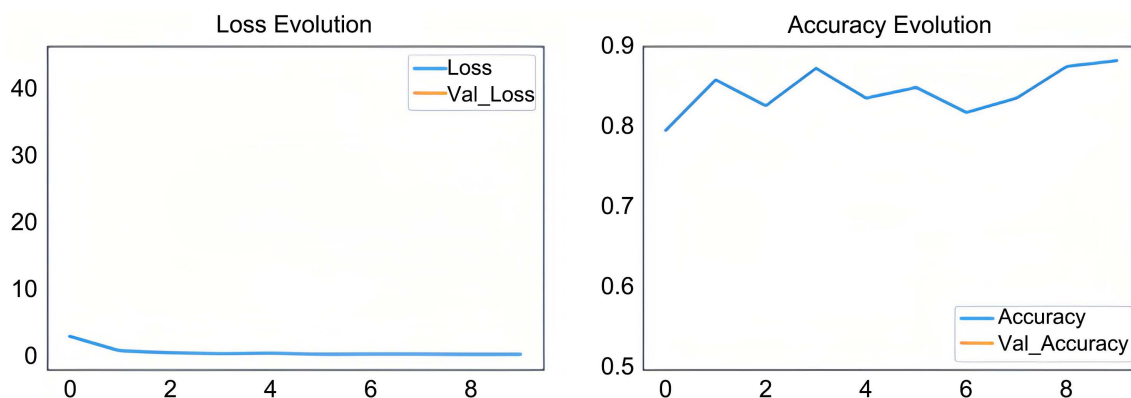 Loss Evolution
40
30
20
10
0
0 2 4 6 8
Loss
Val_Loss
Accuracy Evolution
0.9
0.8
0.7
0.6
0.5
0 2 4 6 8
Accuracy
Val_Accuracy